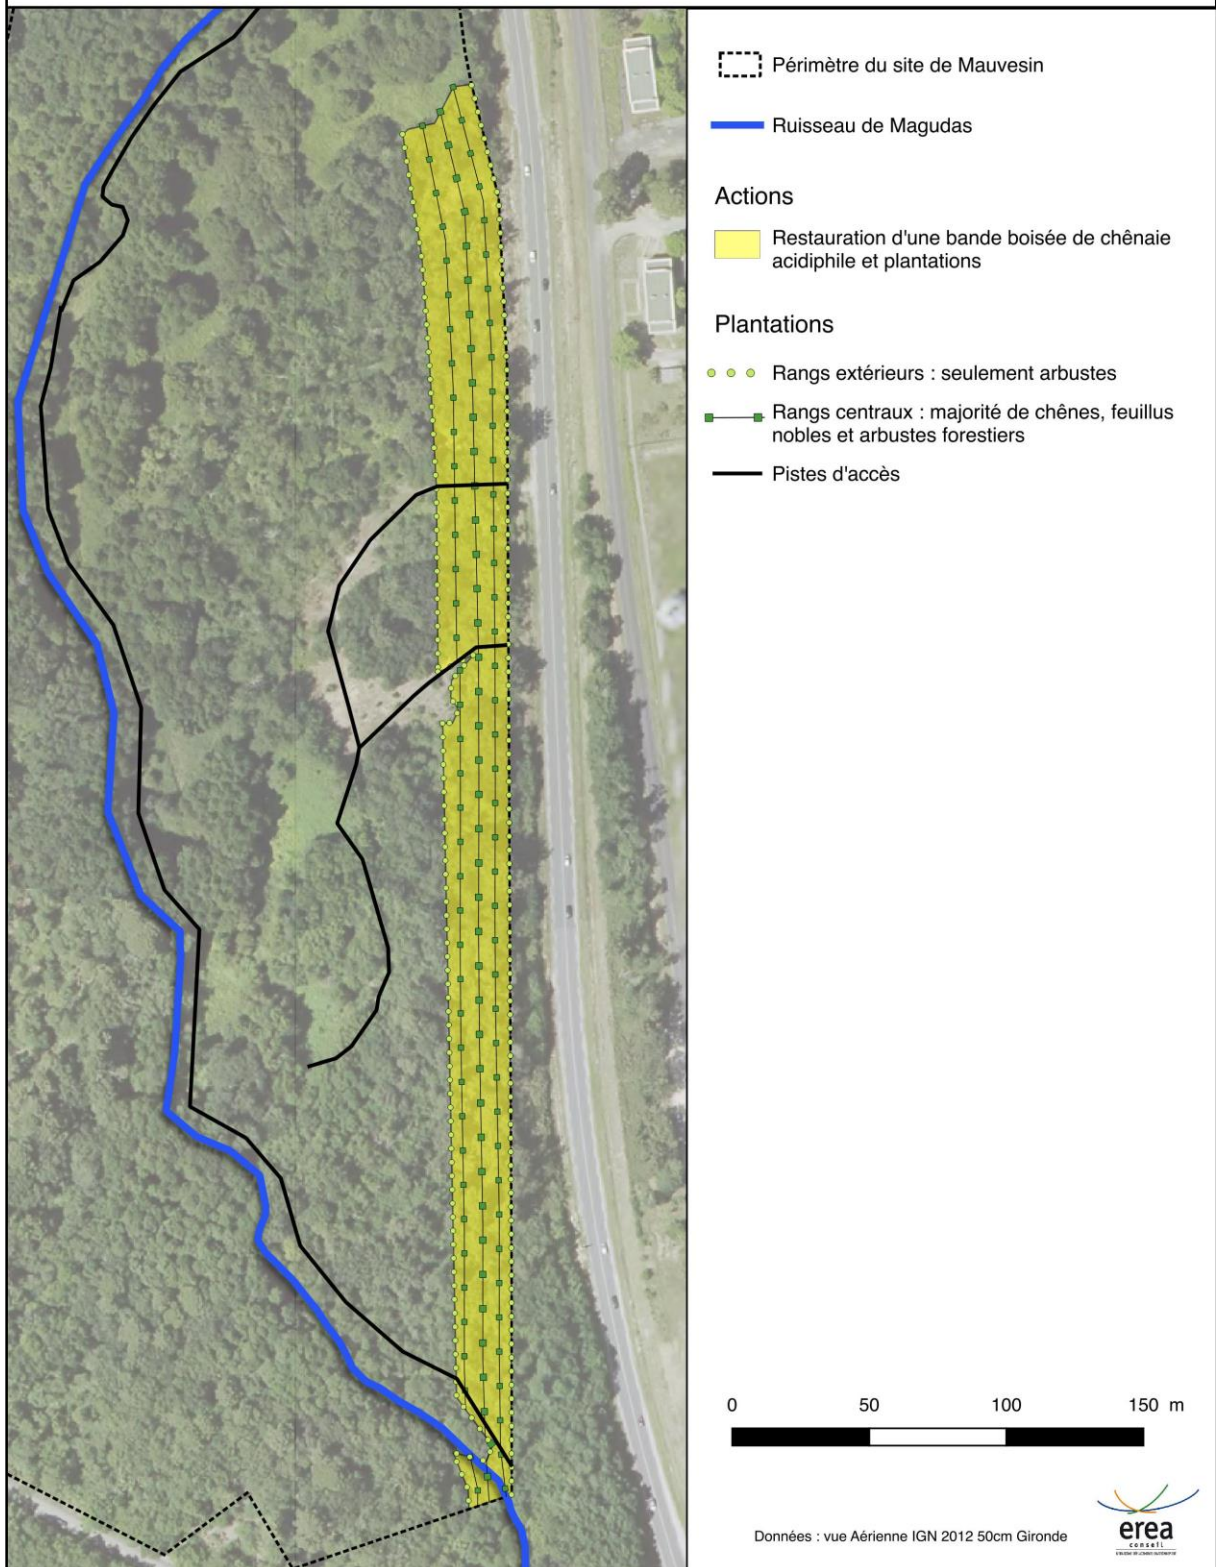 Périmètre du site de Mauvesin
Ruisseau de Magudas
Actions
Restauration d'une bande boisée de chênaie
acidiphile et plantations
Plantations
Rangs extérieurs : seulement arbustes
Rangs centraux : majorité de chênes, feuillus
nobles et arbustes forestiers
Pistes d'accès
0 50 100 150 m
Données : vue Aérienne IGN 2012 50cm Gironde
erea
conseil